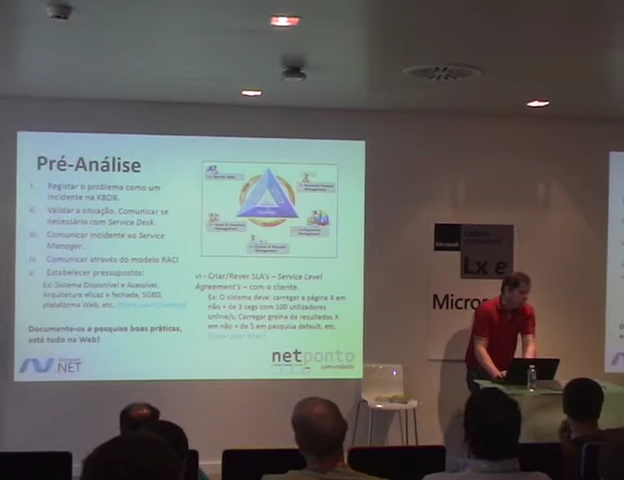 Pré-Análise
i. Registar o problema como um
incidente na KBDB.
ii. Validar a situação. Comunicar se
necessário com Service Desk.
iii. Comunicar incidente ao Service
Manager.
iv. Comunicar através do modelo RACI
v. Estabelecer pressupostos:
Ex: Sistema Disponível e Acessível,
Arquitetura eficaz e fechada, SGBD,
plataforma Web, etc.
Documente-se e pesquise boas práticas,
está tudo na Web!
.NET
vi - Criar/Rever SLA's – Service Level
Agreement's – com o cliente.
Ex: O sistema deve: carregar a página X em
não + de 3 segs com 100 utilizadores
online/s, Carregar grelha de resultados X
em não + de 5 em pesquisa default, etc.
netponto
comunidade
Microsoft
Lx e
Micros